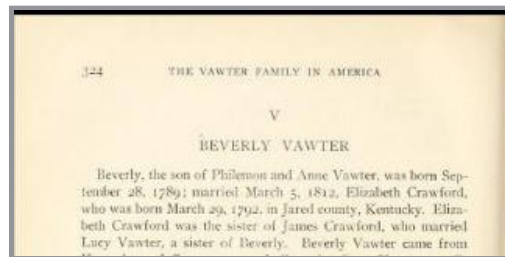 324 THE VAWTER FAMILY IN AMERICA
V
BEVERLY VAWTER
Beverly, the son of Philemon and Anne Vawter, was born Sep-
tember 28, 1789; married March 5, 1812, Elizabeth Crawford,
who was born March 29, 1792, in Jared county, Kentucky. Eliza-
beth Crawford was the sister of James Crawford, who married
Lucy Vawter, a sister of Beverly. Beverly Vawter came from